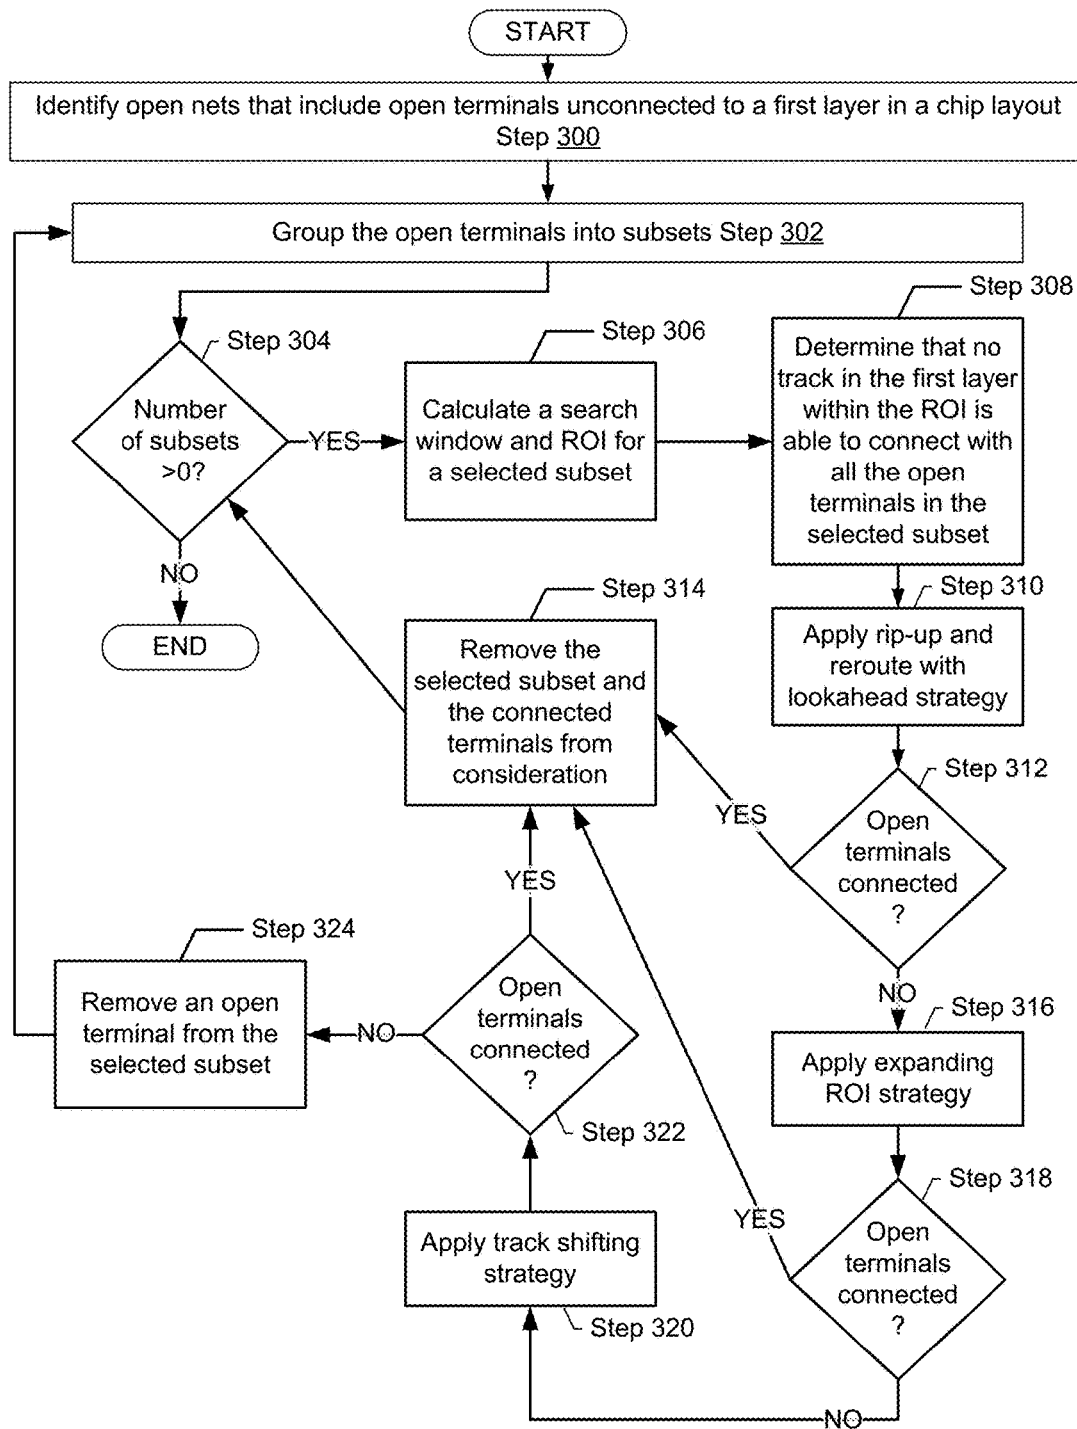 START
Identify open nets that include open terminals unconnected to a first layer in a chip layout
Step 300
Group the open terminals into subsets Step 302
Step 304
Number
of subsets
>0?
YES
NO
END
Step 306
Calculate a search
window and ROI for
a selected subset
Step 308
Determine that no
track in the first layer
within the ROI is
able to connect with
all the open
terminals in the
selected subset
Step 310
Apply rip-up and
reroute with
lookahead strategy
Step 312
Open
terminals
connected
?
YES
NO
Step 314
Remove the
selected subset and
the connected
terminals from
consideration
Step 316
Apply expanding
ROI strategy
Step 318
Open
terminals
connected
?
YES
NO
Step 320
Apply track shifting
strategy
Step 322
Open
terminals
connected
?
YES
NO
Step 324
Remove an open
terminal from the
selected subset